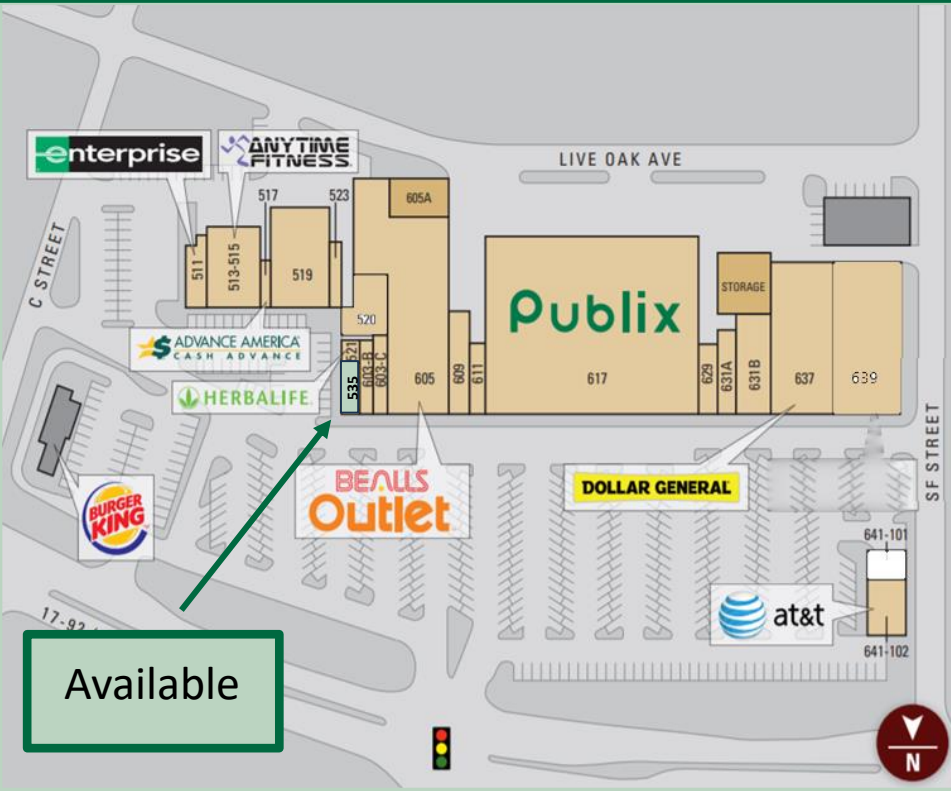 enterprise
ANYTIME
FITNESS
LIVE OAK AVE
517
523
605A
C STREET
511
513-515
519
STORAGE
Publix
520
ADVANCE AMERICA
CASH ADVANCE
521
603-B
603-C
535
605
609
611
617
629
631A
631B
637
639
HERBALIFE
SF STREET
BEALLS
Outlet
DOLLAR GENERAL
BURGER
KING
641-101
at&t
641-102
17-92
Available
N